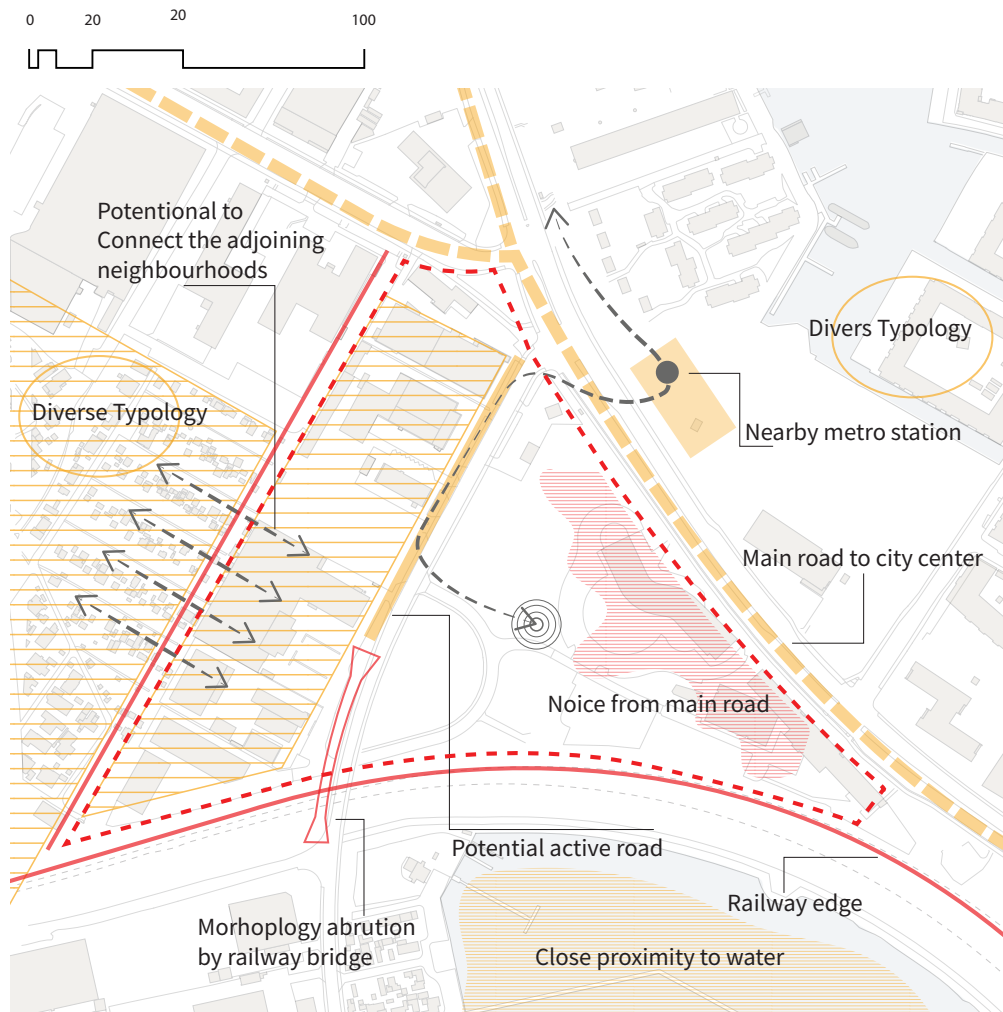 0 20 20 100
Potentional to
Connect the adjoining
neighbourhoods
Divers Typology
Diverse Typology
Nearby metro station
Main road to city center
Noice from main road
Potential active road
Railway edge
Morhoplogy abrution
by railway bridge
Close proximity to water